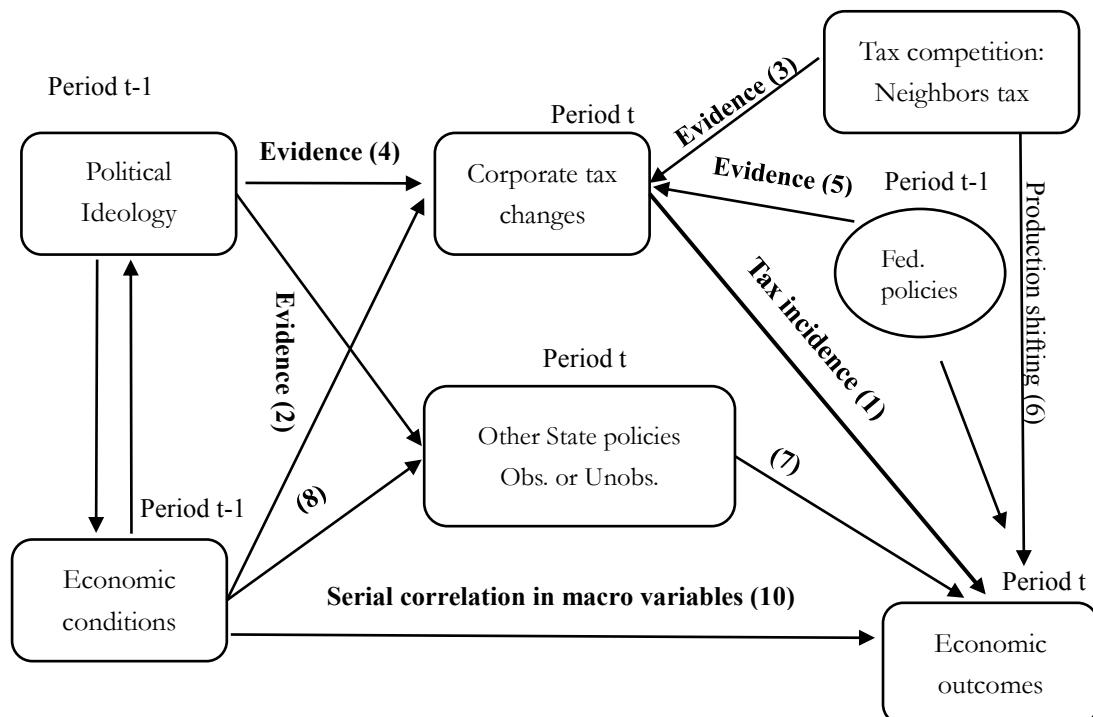 Period t-1
Political
Ideology
Evidence (4)
Period t
Corporate tax
changes
Evidence (3)
Tax competition:
Neighbors tax
Evidence (5)
Period t-1
Fed.
policies
Production shifting (6)
Tax incidence (1)
Evidence (2)
Period t
Other State policies
Obs. or Unobs.
(7)
(8)
Period t-1
Economic
conditions
Serial correlation in macro variables (10)
Period t
Economic
outcomes